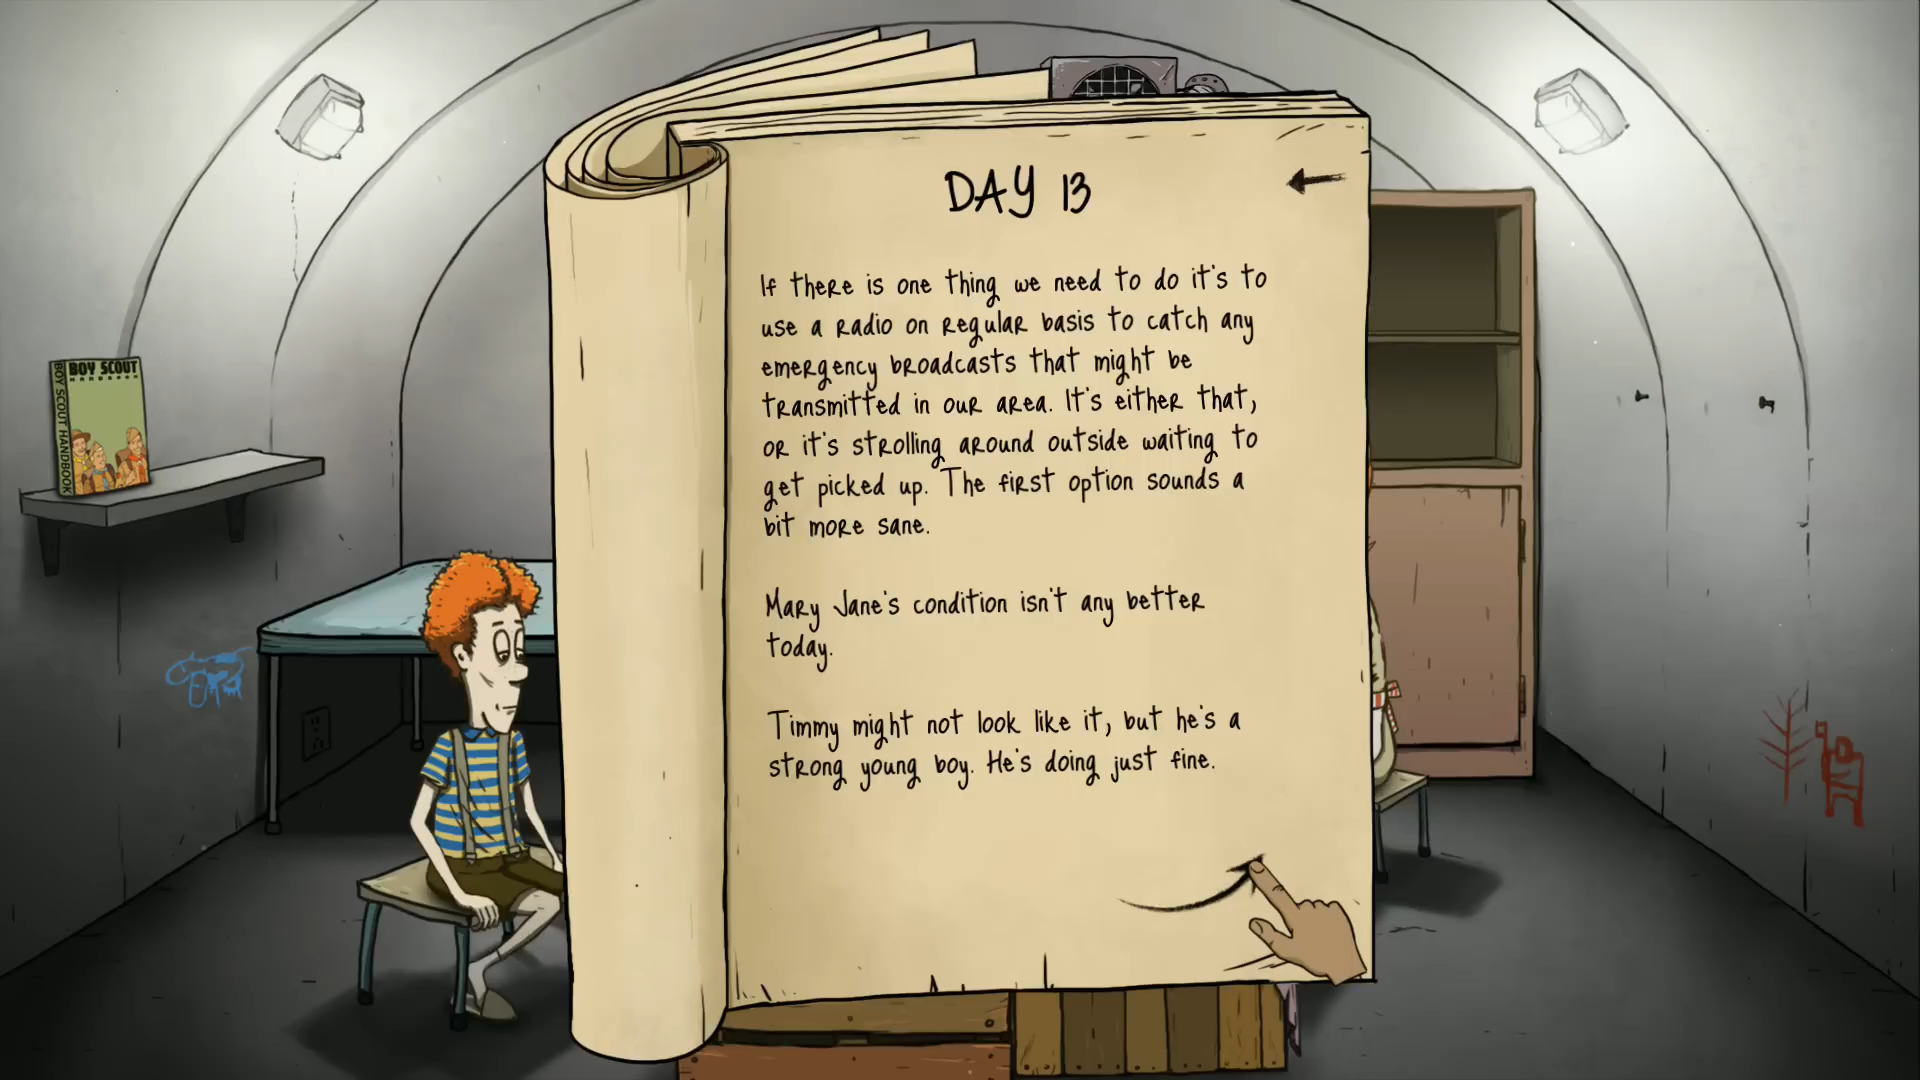 DAY 13
If there is one thing we need to do it's to
use a radio on regular basis to catch any
emergency broadcasts that might be
transmitted in our area. It's either that,
or it's strolling around outside waiting to
get picked up. The first option sounds a
bit more sane.
Mary Jane's condition isn't any better
today.
Timmy might not look like it, but he's a
strong young boy. He's doing just fine.
BOY SCOUT
HANDBOOK
BOY SCOUT HANDBOOK